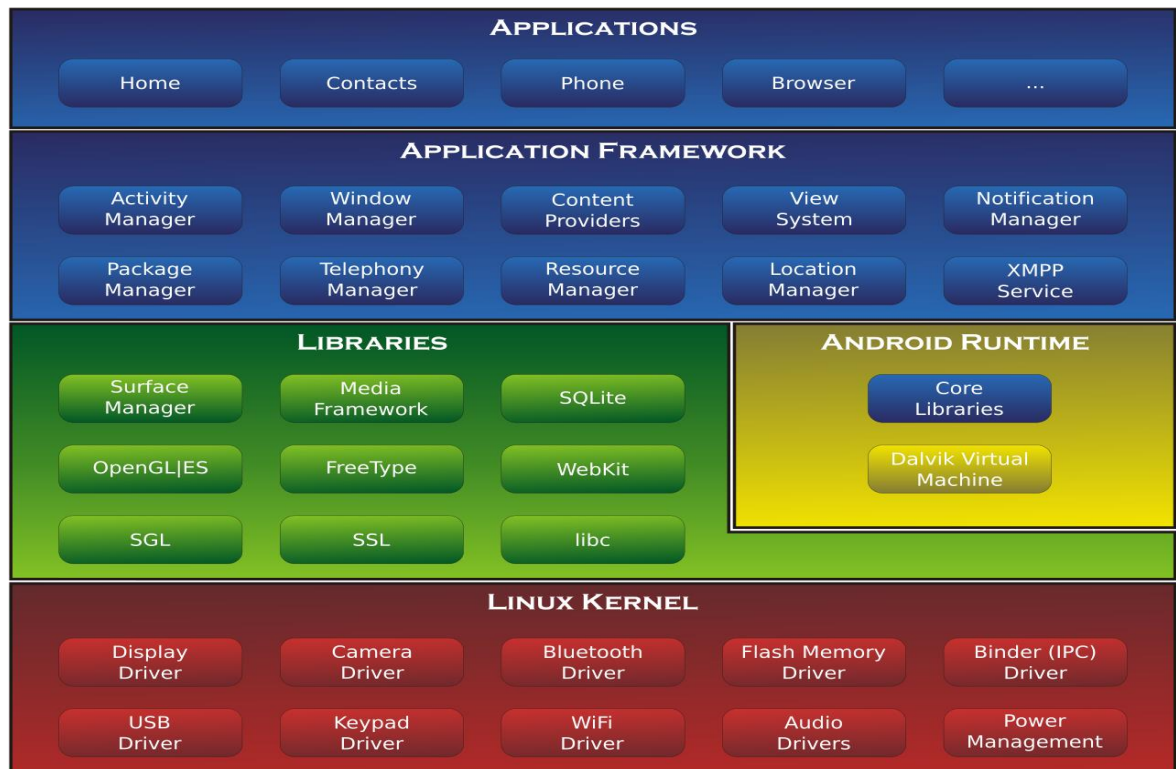 APPLICATIONS
Home
Contacts
Phone
Browser
...
APPLICATION FRAMEWORK
Activity
Manager
Window
Manager
Content
Providers
View
System
Notification
Manager
Package
Manager
Telephony
Manager
Resource
Manager
Location
Manager
XMPP
Service
LIBRARIES
Surface
Manager
Media
Framework
SQLite
OpenGL|ES
FreeType
WebKit
SGL
SSL
libc
ANDROID RUNTIME
Core
Libraries
Dalvik Virtual
Machine
LINUX KERNEL
Display
Driver
Camera
Driver
Bluetooth
Driver
Flash Memory
Driver
Binder (IPC)
Driver
USB
Driver
Keypad
Driver
WiFi
Driver
Audio
Drivers
Power
Management